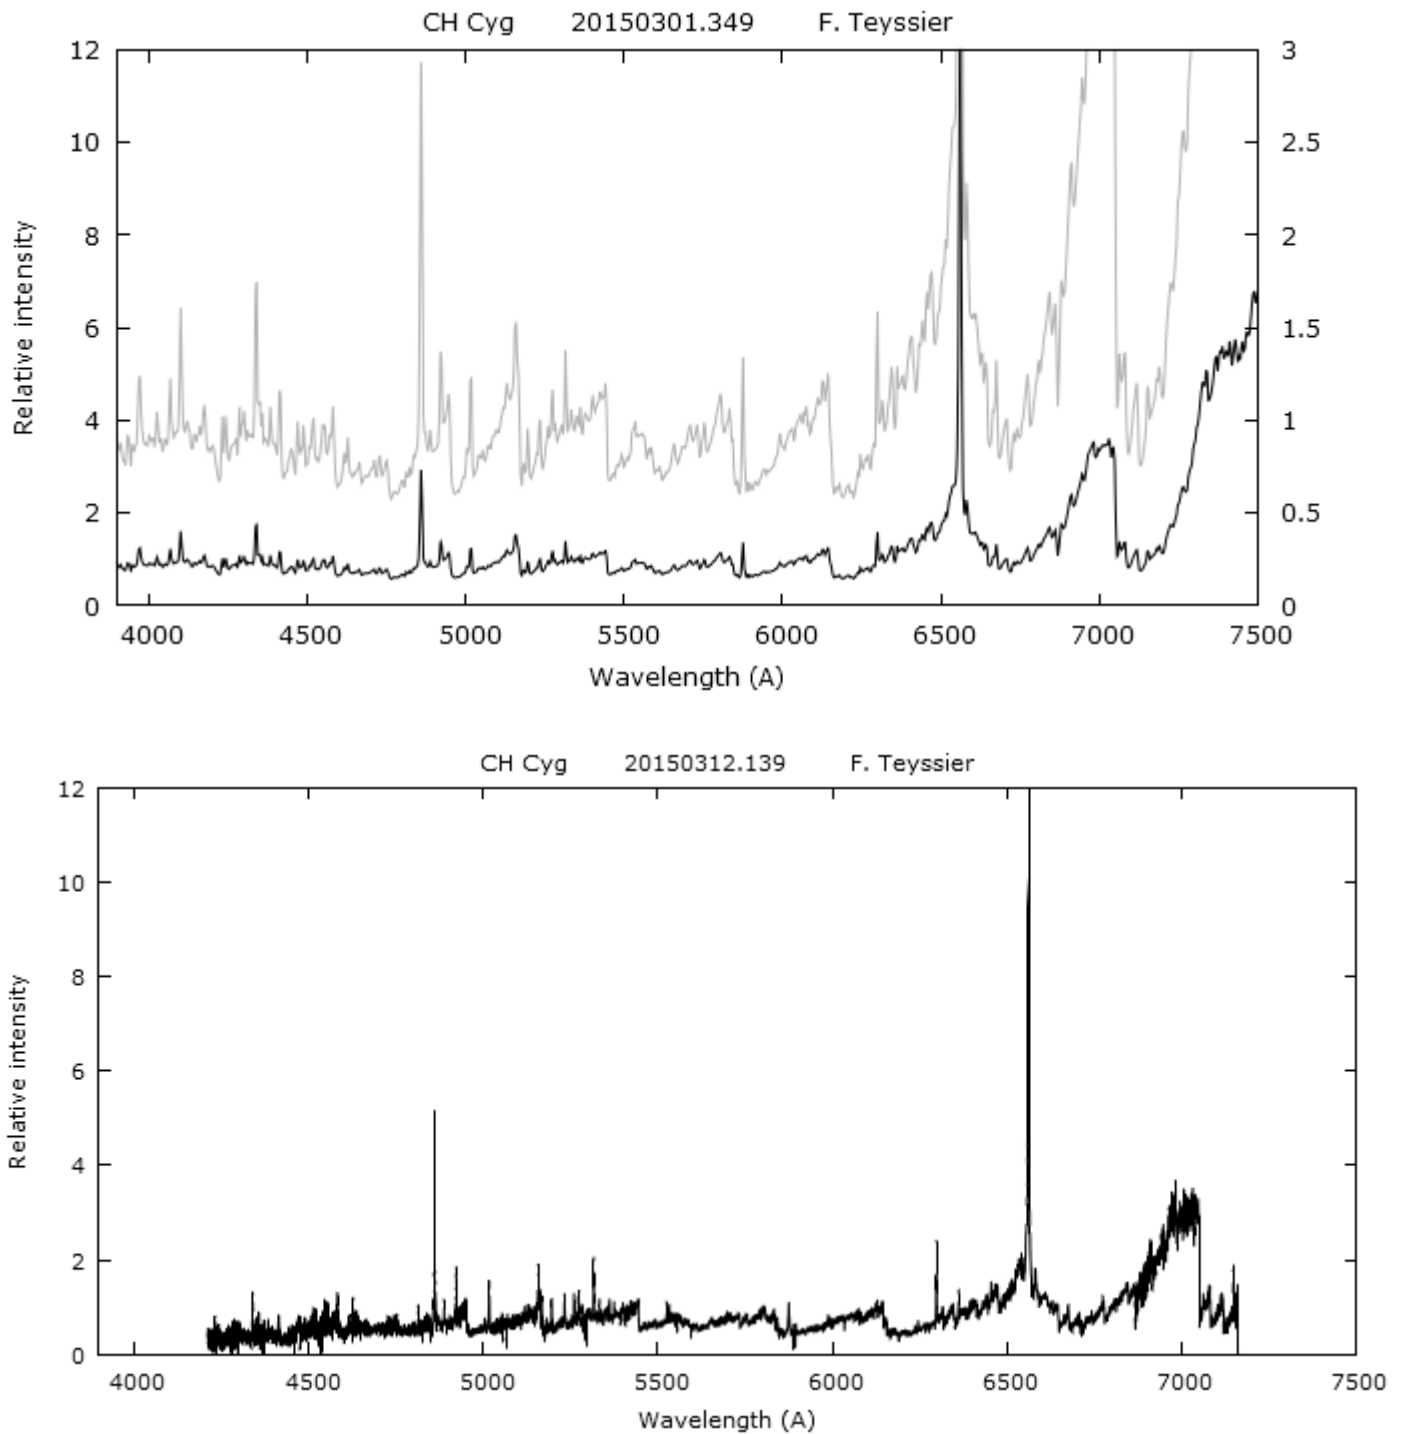 CH Cyg 20150301.349 F. Teyssier
12 3
10 2.5
8 2
6 1.5
4 1
2 0.5
0 0
Relative intensity
4000 4500 5000 5500 6000 6500 7000 7500
Wavelength (A)
CH Cyg 20150312.139 F. Teyssier
12
10
8
6
4
2
0
Relative intensity
4000 4500 5000 5500 6000 6500 7000 7500
Wavelength (A)